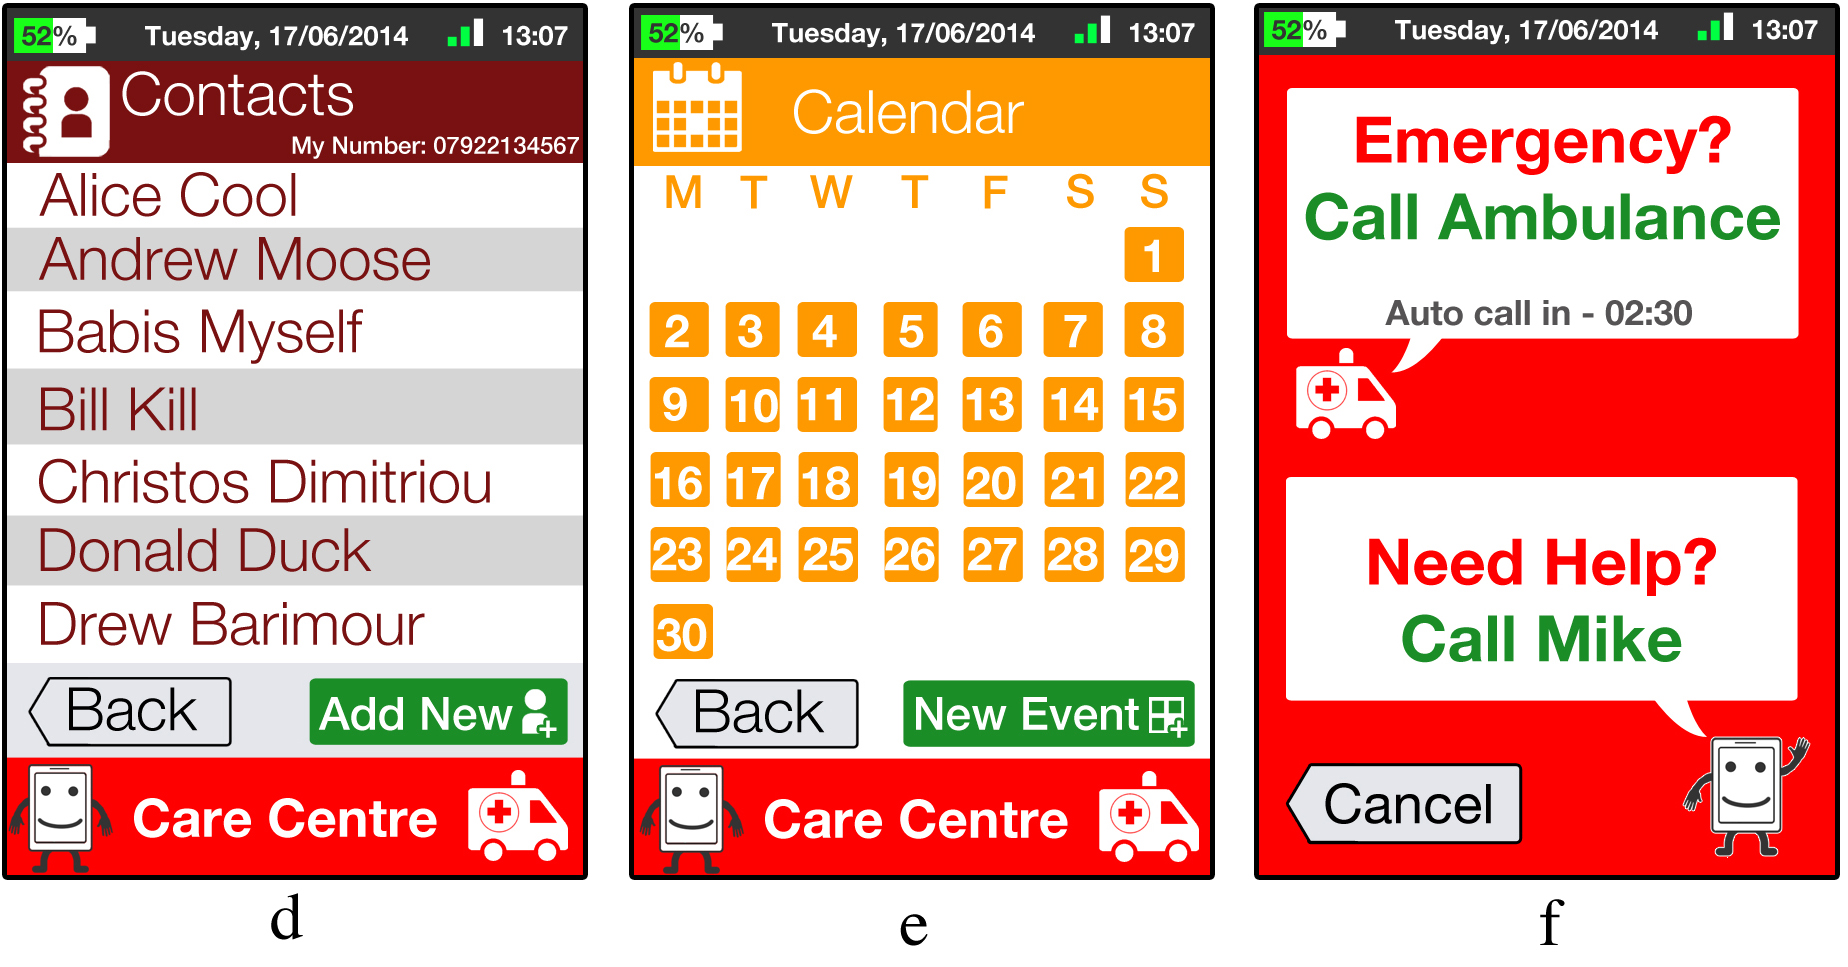 52% Tuesday, 17/06/2014 13:07
Contacts
My Number: 07922134567
Alice Cool
Andrew Moose
Babis Myself
Bill Kill
Christos Dimitriou
Donald Duck
Drew Barimour
Back Add New
Care Centre
d
52% Tuesday, 17/06/2014 13:07
Calendar
M T W T F S S
1
2 3 4 5 6 7 8
9 10 11 12 13 14 15
16 17 18 19 20 21 22
23 24 25 26 27 28 29
30
Back New Event
Care Centre
e
52% Tuesday, 17/06/2014 13:07
Emergency?
Call Ambulance
Auto call in - 02:30
Need Help?
Call Mike
Cancel
f